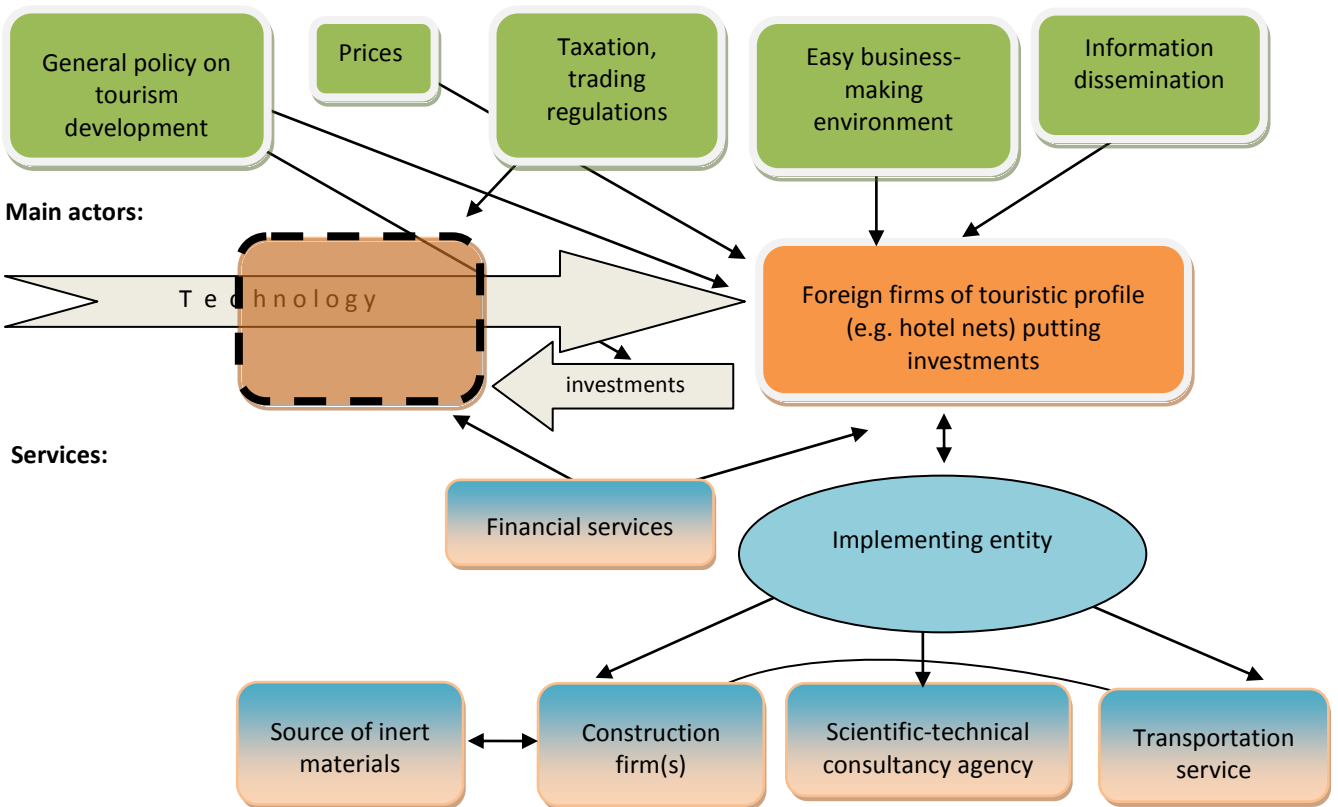 General policy on
tourism
development
Prices
Taxation,
trading
regulations
Easy business-
making
environment
Information
dissemination
Main actors:
Technology
Foreign firms of touristic profile
(e.g. hotel nets) putting
investments
investments
Services:
Financial services
Implementing entity
Source of inert
materials
Construction
firm(s)
Scientific-technical
consultancy agency
Transportation
service